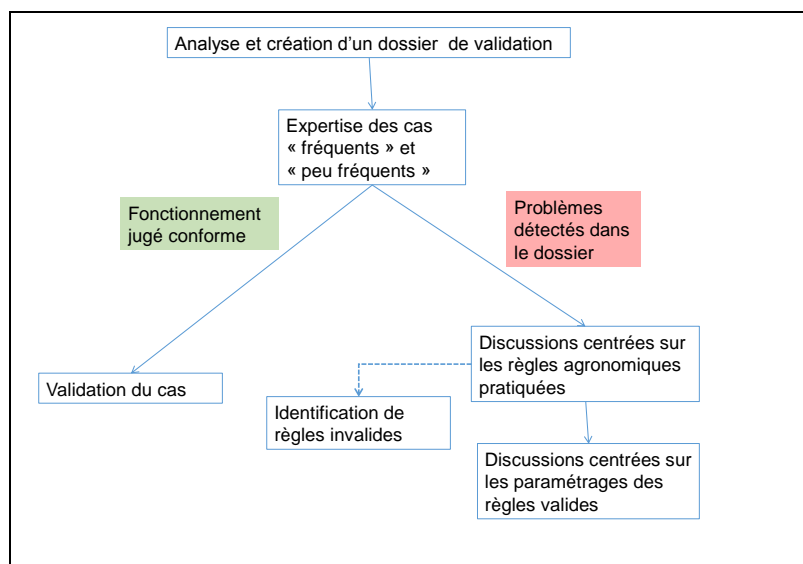 Analyse et création d’un dossier de validation
Expertise des cas
« fréquents » et
« peu fréquents »
Fonctionnement
jugé conforme
Problèmes
détectés dans
le dossier
Discussions centrées sur
les règles agronomiques
pratiquées
Validation du cas
Identification de
règles invalides
Discussions centrées sur
les paramétrages des
règles valides